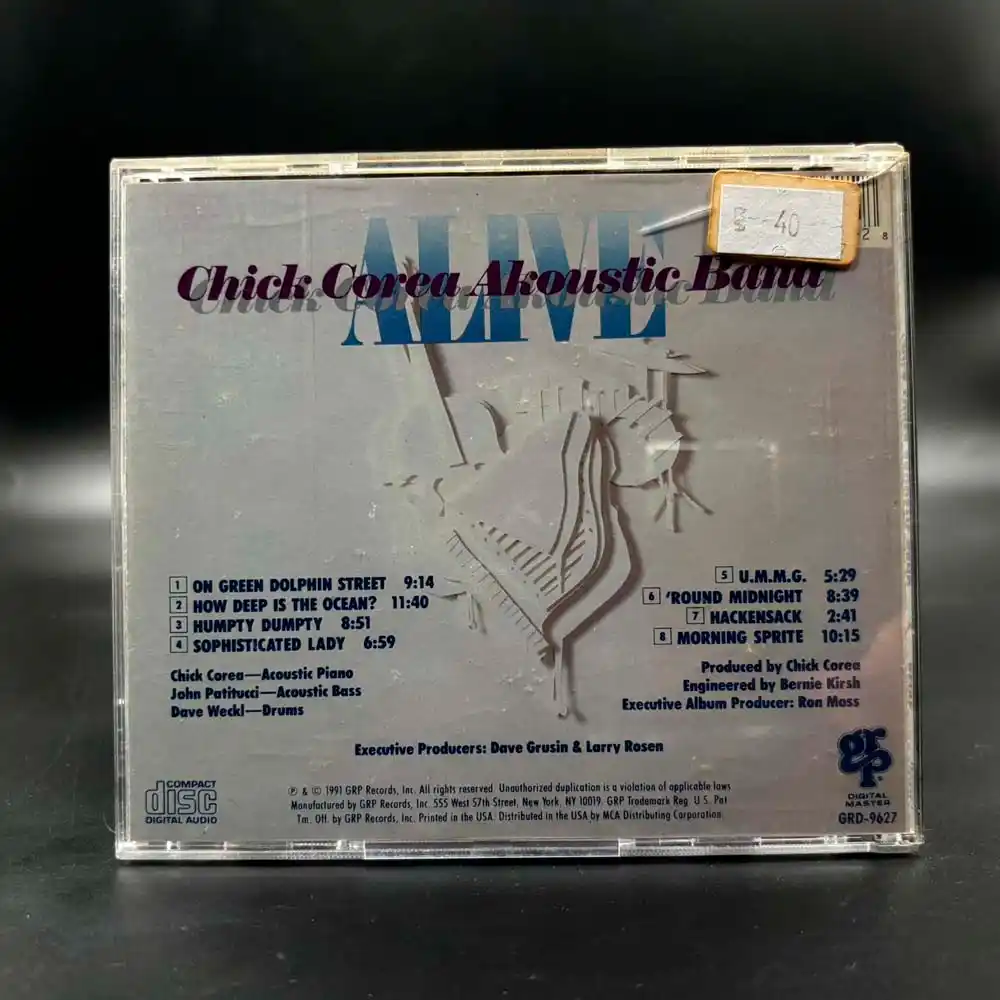 ALIVE
Chick Corea Akoustic Band
40
2 8
1 ON GREEN DOLPHIN STREET 9:14
2 HOW DEEP IS THE OCEAN? 11:40
3 HUMPTY DUMPTY 8:51
4 SOPHISTICATED LADY 6:59
5 U.M.M.G. 5:29
6 'ROUND MIDNIGHT 8:39
7 HACKENSACK 2:41
8 MORNING SPRITE 10:15
Chick Corea—Acoustic Piano
John Patitucci—Acoustic Bass
Dave Weckl—Drums
Produced by Chick Corea
Engineered by Bernie Kirsh
Executive Album Producer: Ron Moss
Executive Producers: Dave Grusin & Larry Rosen
℗ & © 1991 GRP Records, Inc. All rights reserved. Unauthorized duplication is a violation of applicable laws
Manufactured by GRP Records, Inc. 555 West 57th Street, New York, NY 10019. GRP Trademark Reg. U.S. Pat
Tm. Off. by GRP Records, Inc. Printed in the USA. Distributed in the USA by MCA Distributing Corporation
COMPACT
disc
DIGITAL AUDIO
grp
DIGITAL
MASTER
GRD-9627